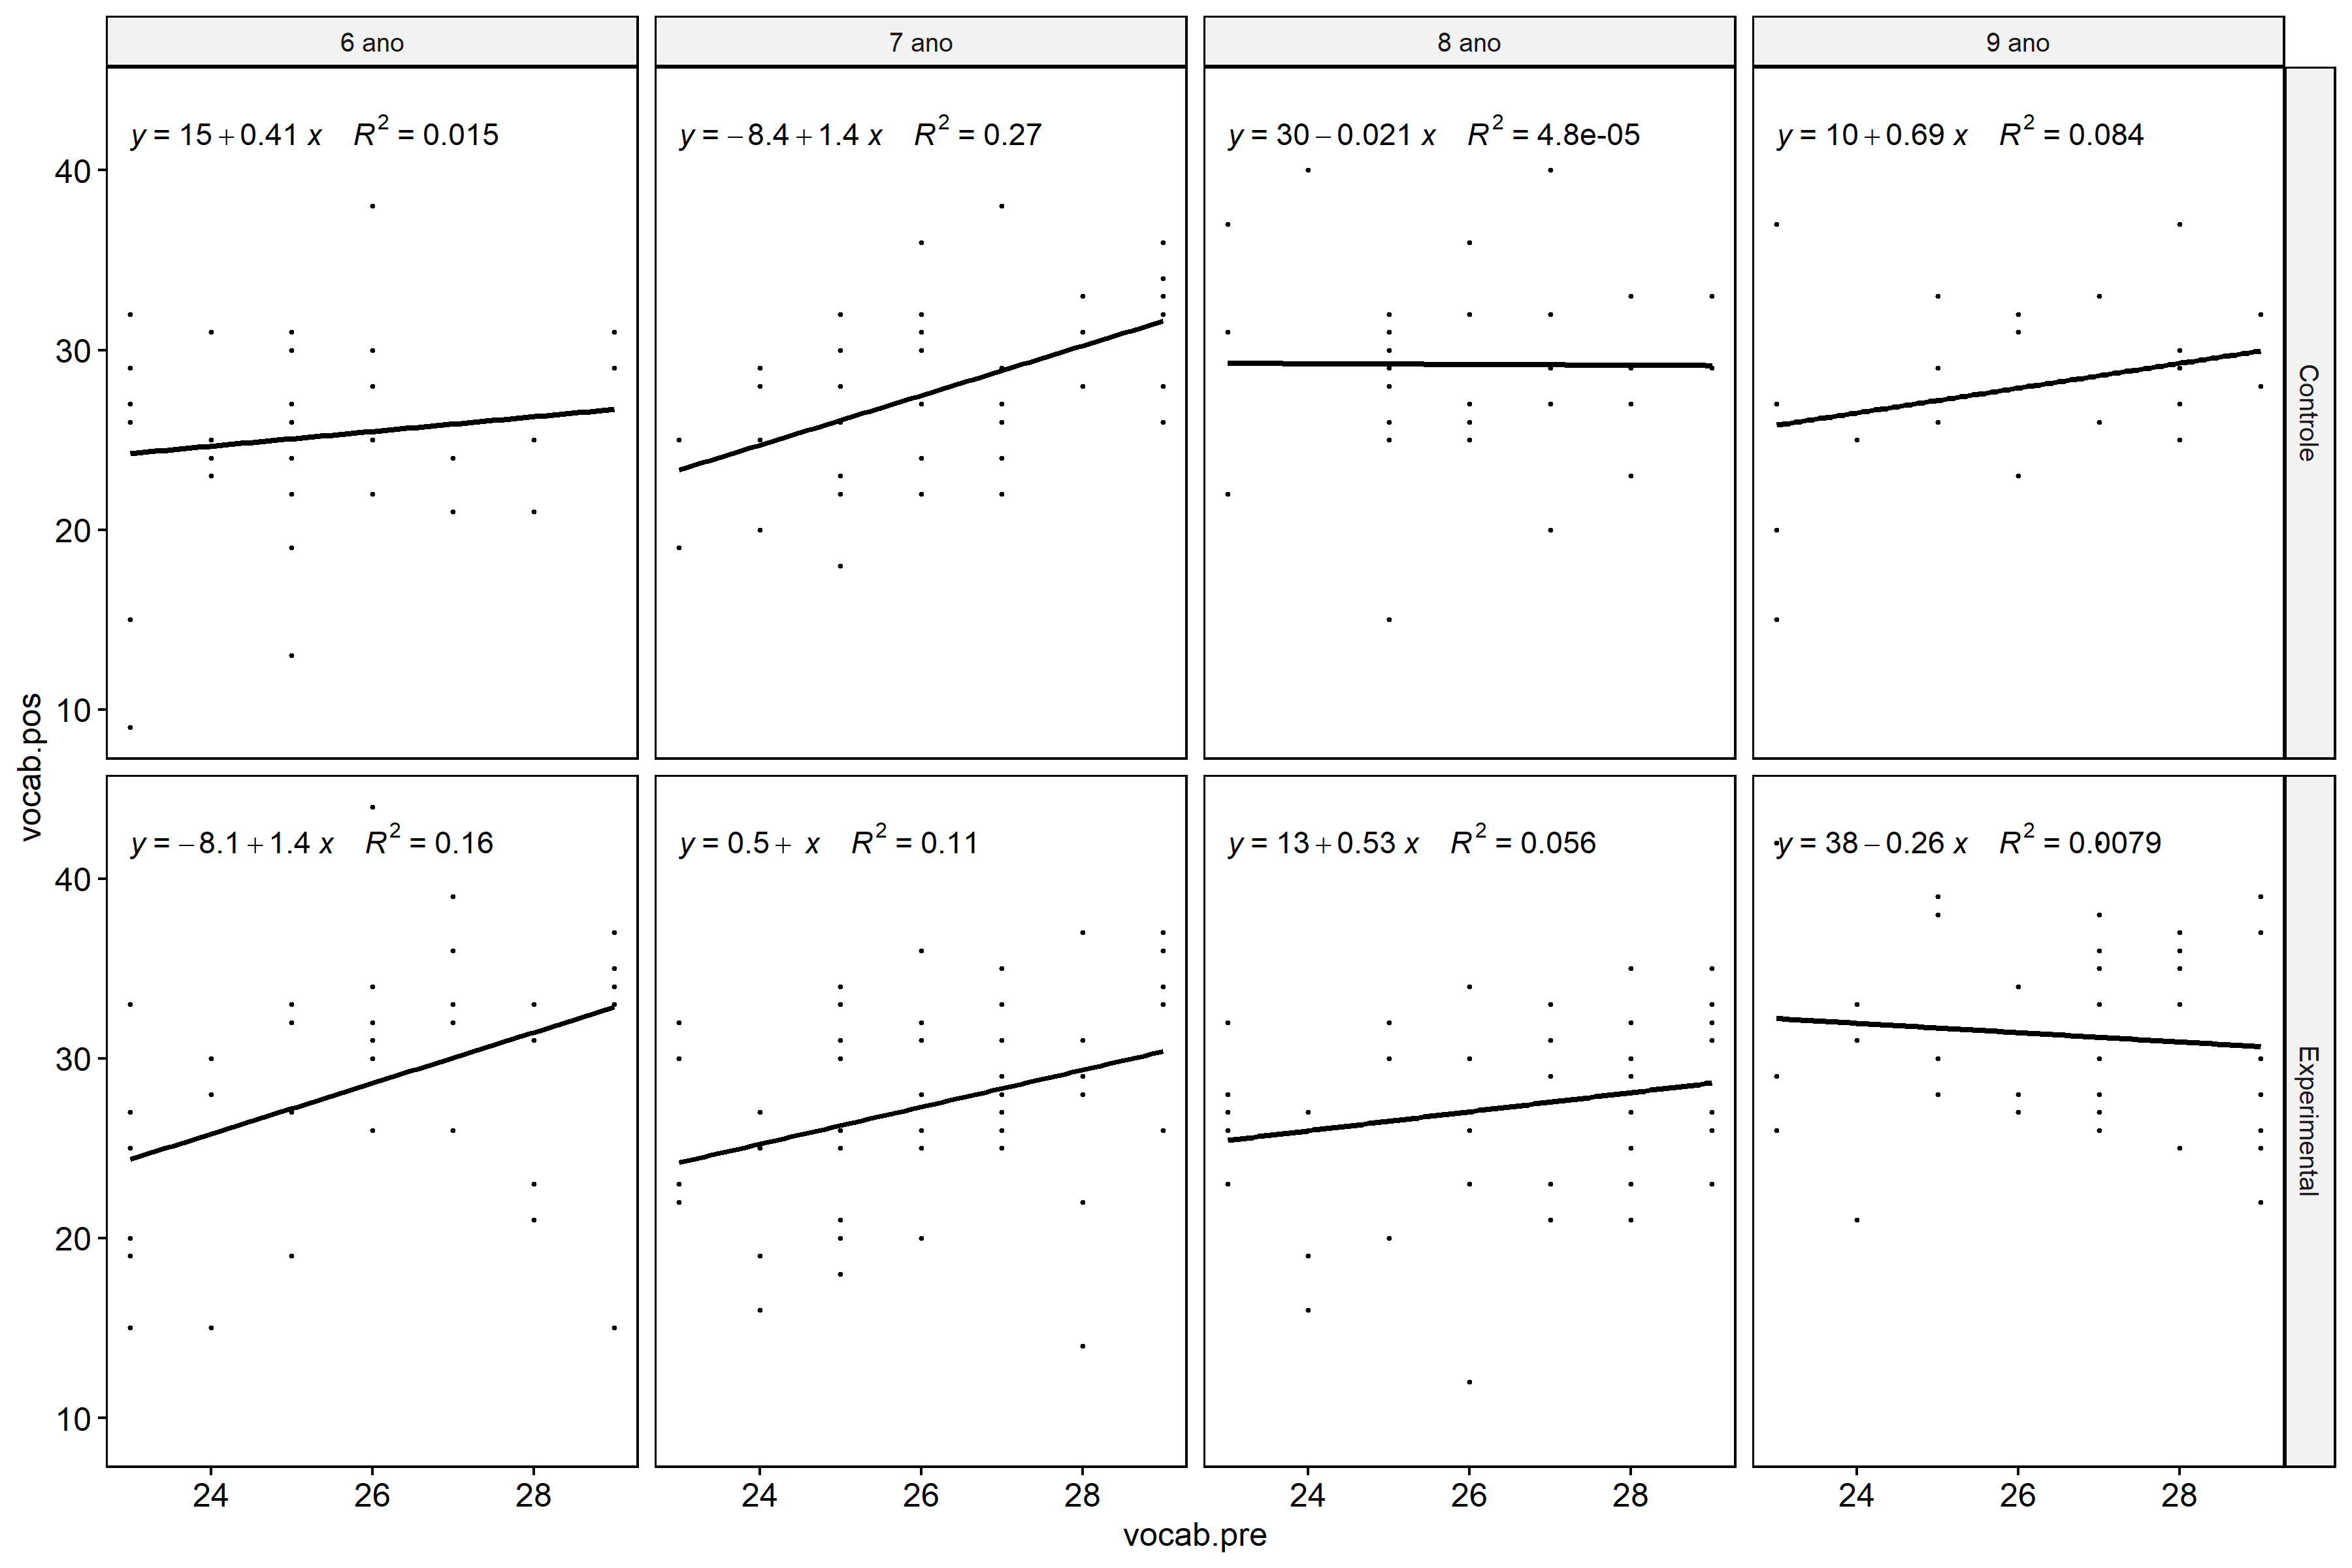 6 ano 7 ano 8 ano 9 ano
y = 15 + 0.41 x R² = 0.015
y = −8.4 + 1.4 x R² = 0.27
y = 30 − 0.021 x R² = 4.8e-05
y = 10 + 0.69 x R² = 0.084
40
30
20
10
Controle
y = −8.1 + 1.4 x R² = 0.16
y = 0.5 + x R² = 0.11
y = 13 + 0.53 x R² = 0.056
y = 38 − 0.26 x R² = 0.0079
40
30
20
10
Experimental
vocab.pos
24 26 28 24 26 28 24 26 28 24 26 28
vocab.pre